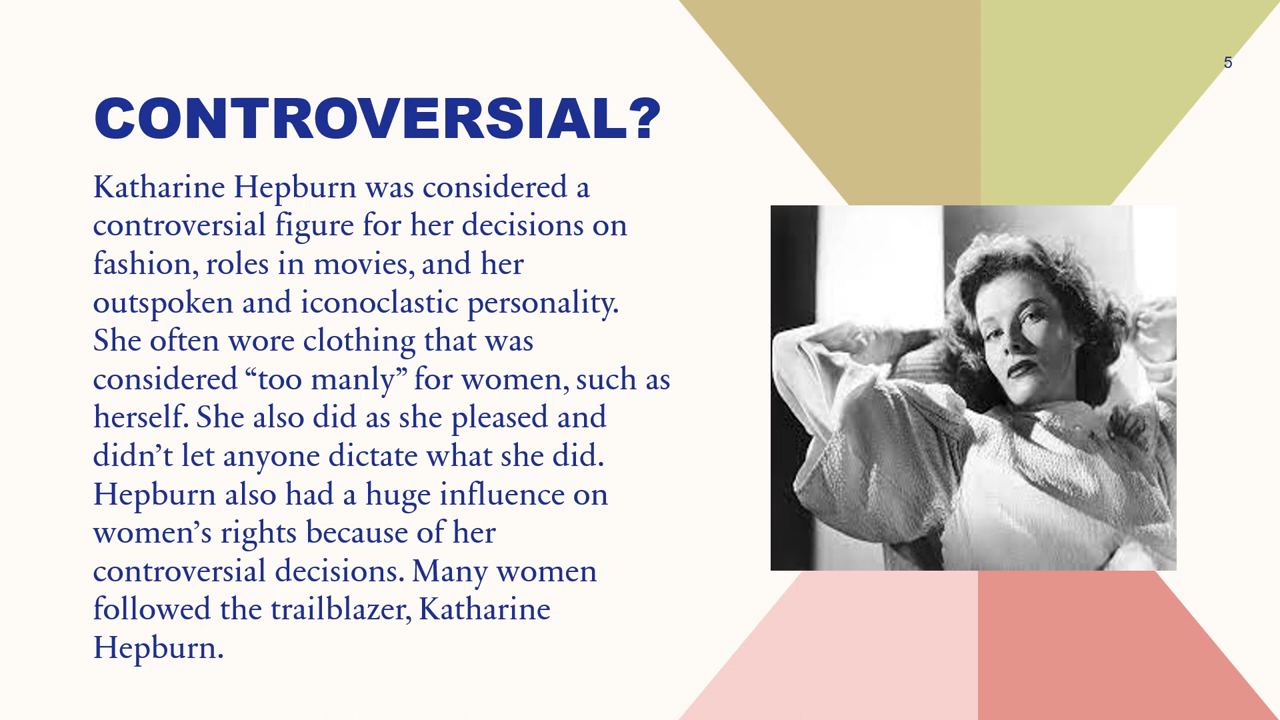 5
CONTROVERSIAL?
Katharine Hepburn was considered a
controversial figure for her decisions on
fashion, roles in movies, and her
outspoken and iconoclastic personality.
She often wore clothing that was
considered “too manly” for women, such as
herself. She also did as she pleased and
didn’t let anyone dictate what she did.
Hepburn also had a huge influence on
women’s rights because of her
controversial decisions. Many women
followed the trailblazer, Katharine
Hepburn.